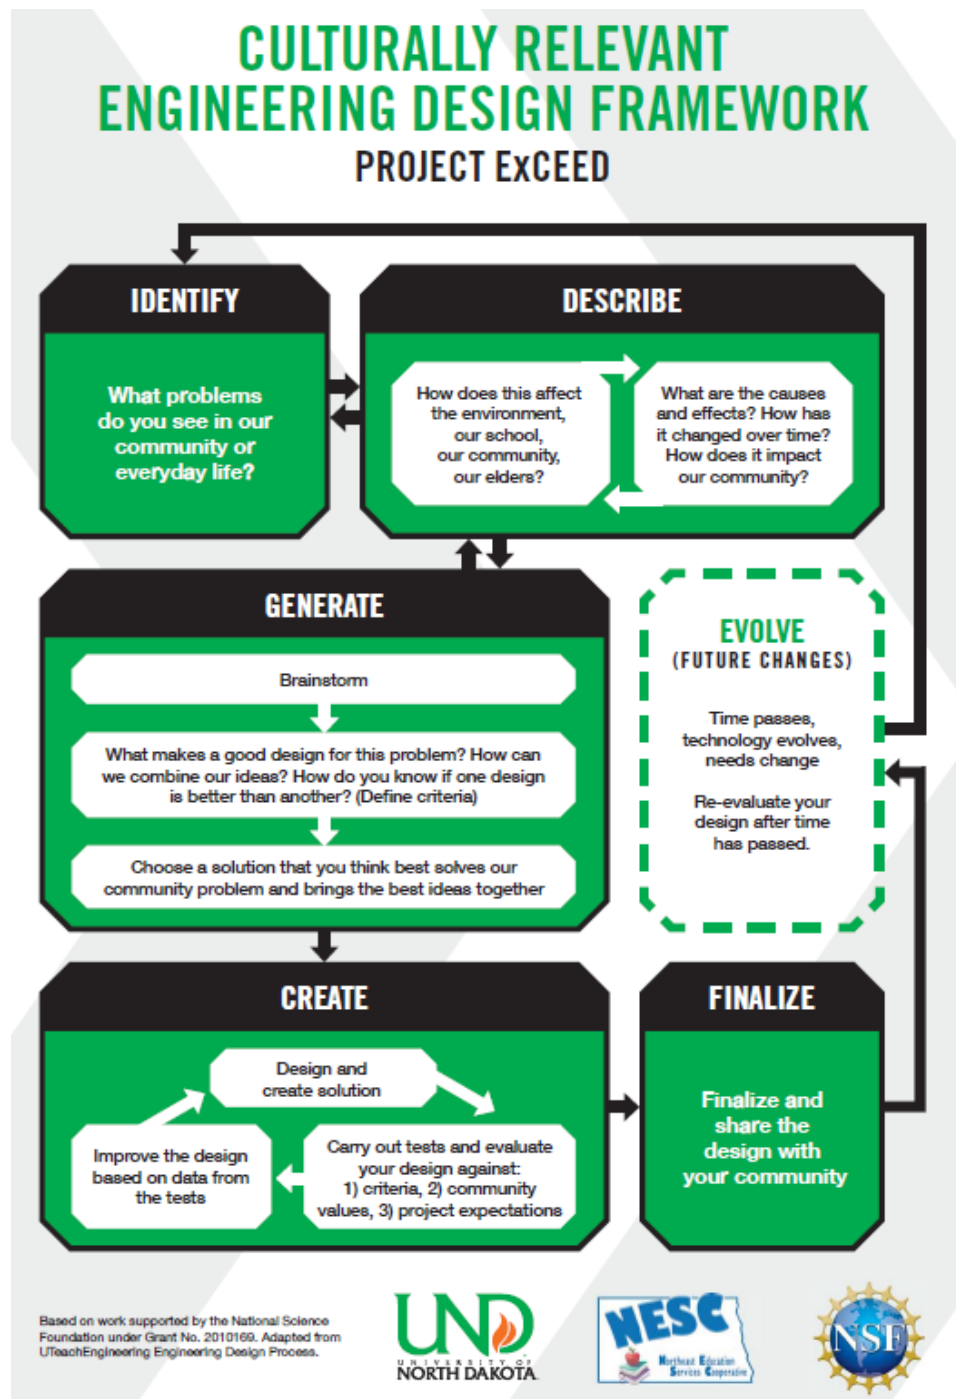 CULTURALLY RELEVANT
ENGINEERING DESIGN FRAMEWORK
PROJECT ExCEED
IDENTIFY
What problems
do you see in our
community or
everyday life?
DESCRIBE
How does this affect
the environment,
our school,
our community,
our elders?
What are the causes
and effects? How has
it changed over time?
How does it impact
our community?
GENERATE
Brainstorm
What makes a good design for this problem? How can
we combine our ideas? How do you know if one design
is better than another? (Define criteria)
Choose a solution that you think best solves our
community problem and brings the best ideas together
EVOLVE
(FUTURE CHANGES)
Time passes,
technology evolves,
needs change
Re-evaluate your
design after time
has passed.
CREATE
Design and
create solution
Carry out tests and evaluate
your design against:
1) criteria, 2) community
values, 3) project expectations
Improve the design
based on data from
the tests
FINALIZE
Finalize and
share the
design with
your community
Based on work supported by the National Science
Foundation under Grant No. 2010169. Adapted from
UTeachEngineering Engineering Design Process.
UND
UNIVERSITY OF
NORTH DAKOTA
NESC
Northeast Education
Services Cooperative
NSF